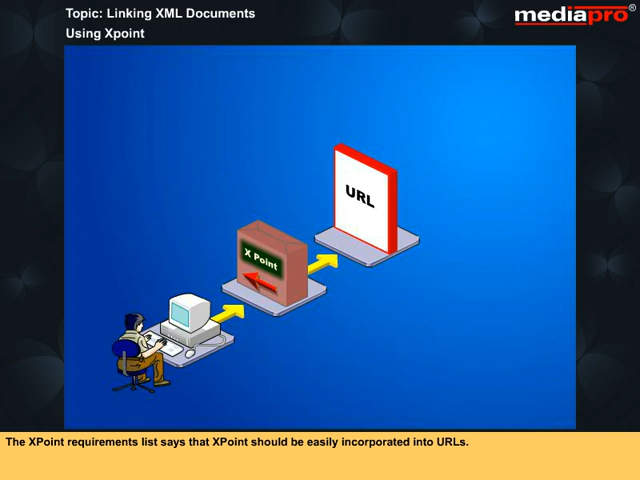 Topic: Linking XML Documents
Using Xpoint
mediapro®
URL
X Point
The XPoint requirements list says that XPoint should be easily incorporated into URLs.